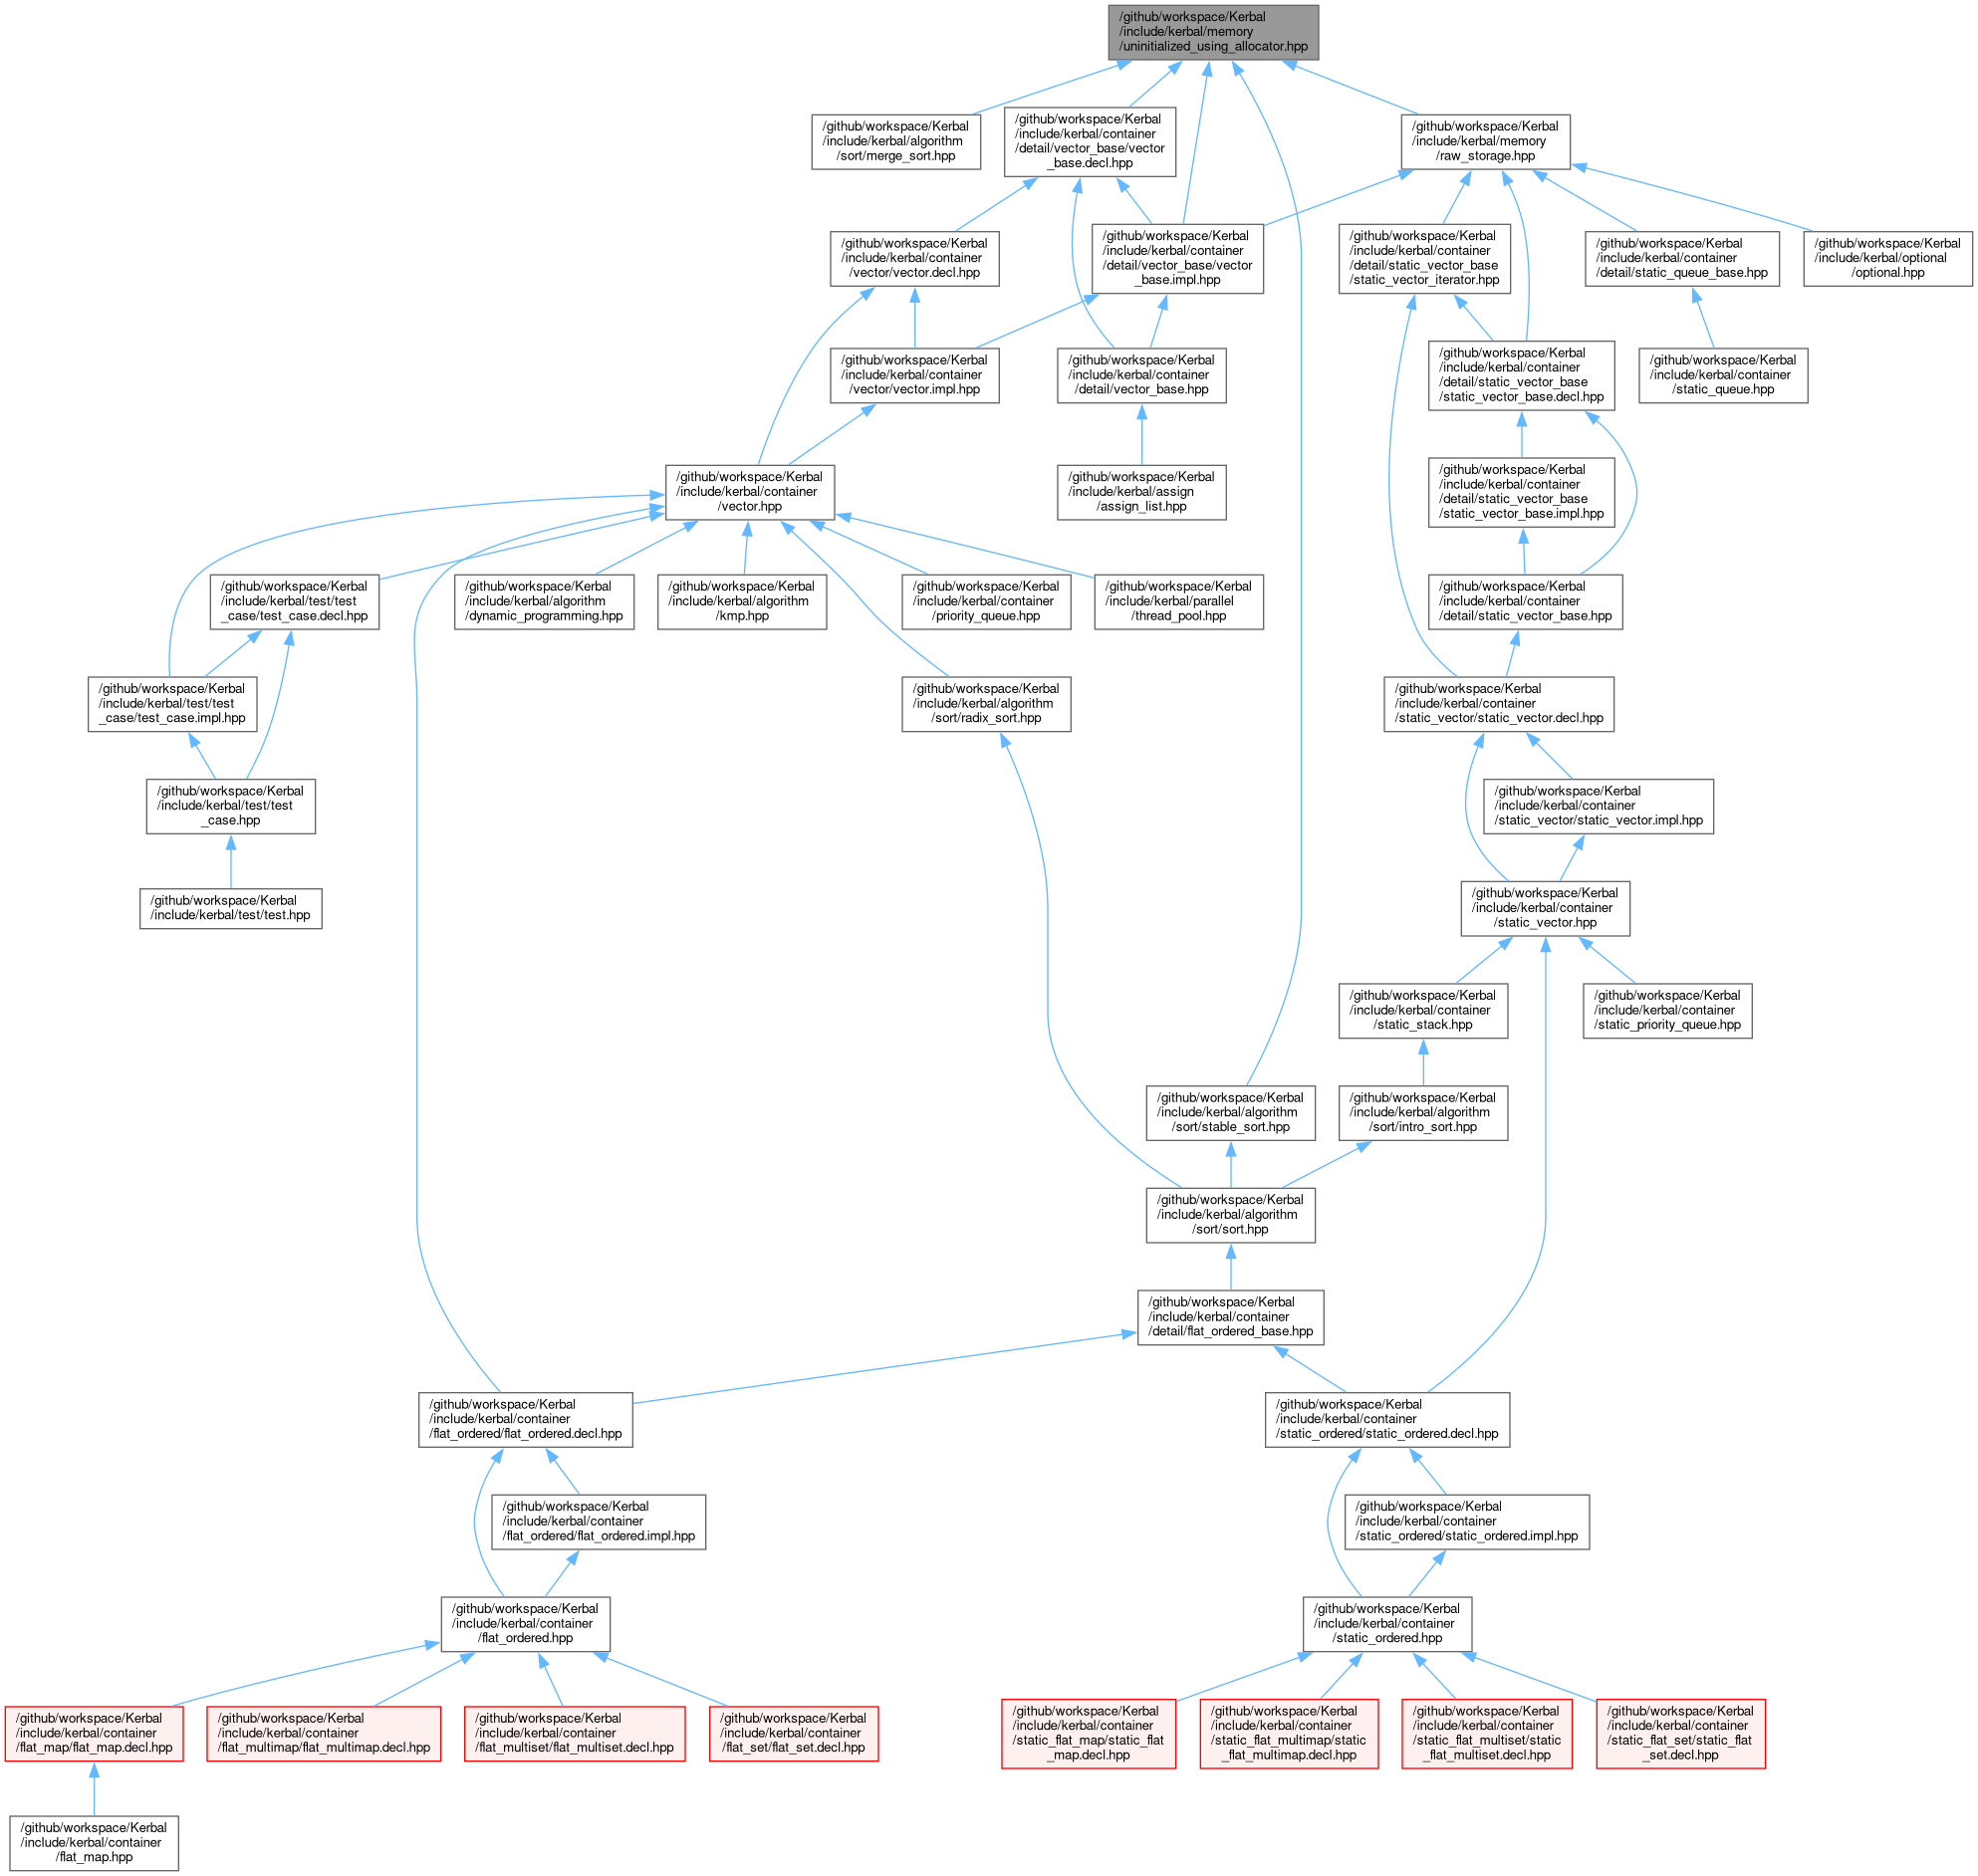 /github/workspace/Kerbal
/include/kerbal/memory
/uninitialized_using_allocator.hpp
/github/workspace/Kerbal
/include/kerbal/algorithm
/sort/merge_sort.hpp
/github/workspace/Kerbal
/include/kerbal/container
/detail/vector_base/vector
_base.decl.hpp
/github/workspace/Kerbal
/include/kerbal/memory
/raw_storage.hpp
/github/workspace/Kerbal
/include/kerbal/container
/vector/vector.decl.hpp
/github/workspace/Kerbal
/include/kerbal/container
/detail/vector_base/vector
_base.impl.hpp
/github/workspace/Kerbal
/include/kerbal/container
/detail/static_vector_base
/static_vector_iterator.hpp
/github/workspace/Kerbal
/include/kerbal/container
/detail/static_queue_base.hpp
/github/workspace/Kerbal
/include/kerbal/optional
/optional.hpp
/github/workspace/Kerbal
/include/kerbal/container
/vector/vector.impl.hpp
/github/workspace/Kerbal
/include/kerbal/container
/detail/vector_base.hpp
/github/workspace/Kerbal
/include/kerbal/container
/detail/static_vector_base
/static_vector_base.decl.hpp
/github/workspace/Kerbal
/include/kerbal/container
/static_queue.hpp
/github/workspace/Kerbal
/include/kerbal/container
/vector.hpp
/github/workspace/Kerbal
/include/kerbal/assign
/assign_list.hpp
/github/workspace/Kerbal
/include/kerbal/container
/detail/static_vector_base
/static_vector_base.impl.hpp
/github/workspace/Kerbal
/include/kerbal/test/test
_case/test_case.decl.hpp
/github/workspace/Kerbal
/include/kerbal/algorithm
/dynamic_programming.hpp
/github/workspace/Kerbal
/include/kerbal/algorithm
/kmp.hpp
/github/workspace/Kerbal
/include/kerbal/container
/priority_queue.hpp
/github/workspace/Kerbal
/include/kerbal/parallel
/thread_pool.hpp
/github/workspace/Kerbal
/include/kerbal/container
/detail/static_vector_base.hpp
/github/workspace/Kerbal
/include/kerbal/test/test
_case/test_case.impl.hpp
/github/workspace/Kerbal
/include/kerbal/algorithm
/sort/radix_sort.hpp
/github/workspace/Kerbal
/include/kerbal/container
/static_vector/static_vector.decl.hpp
/github/workspace/Kerbal
/include/kerbal/test/test
_case.hpp
/github/workspace/Kerbal
/include/kerbal/container
/static_vector/static_vector.impl.hpp
/github/workspace/Kerbal
/include/kerbal/test/test.hpp
/github/workspace/Kerbal
/include/kerbal/container
/static_vector.hpp
/github/workspace/Kerbal
/include/kerbal/container
/static_stack.hpp
/github/workspace/Kerbal
/include/kerbal/container
/static_priority_queue.hpp
/github/workspace/Kerbal
/include/kerbal/algorithm
/sort/stable_sort.hpp
/github/workspace/Kerbal
/include/kerbal/algorithm
/sort/intro_sort.hpp
/github/workspace/Kerbal
/include/kerbal/algorithm
/sort/sort.hpp
/github/workspace/Kerbal
/include/kerbal/container
/detail/flat_ordered_base.hpp
/github/workspace/Kerbal
/include/kerbal/container
/flat_ordered/flat_ordered.decl.hpp
/github/workspace/Kerbal
/include/kerbal/container
/static_ordered/static_ordered.decl.hpp
/github/workspace/Kerbal
/include/kerbal/container
/flat_ordered/flat_ordered.impl.hpp
/github/workspace/Kerbal
/include/kerbal/container
/static_ordered/static_ordered.impl.hpp
/github/workspace/Kerbal
/include/kerbal/container
/flat_ordered.hpp
/github/workspace/Kerbal
/include/kerbal/container
/static_ordered.hpp
/github/workspace/Kerbal
/include/kerbal/container
/flat_map/flat_map.decl.hpp
/github/workspace/Kerbal
/include/kerbal/container
/flat_multimap/flat_multimap.decl.hpp
/github/workspace/Kerbal
/include/kerbal/container
/flat_multiset/flat_multiset.decl.hpp
/github/workspace/Kerbal
/include/kerbal/container
/flat_set/flat_set.decl.hpp
/github/workspace/Kerbal
/include/kerbal/container
/static_flat_map/static_flat
_map.decl.hpp
/github/workspace/Kerbal
/include/kerbal/container
/static_flat_multimap/static
_flat_multimap.decl.hpp
/github/workspace/Kerbal
/include/kerbal/container
/static_flat_multiset/static
_flat_multiset.decl.hpp
/github/workspace/Kerbal
/include/kerbal/container
/static_flat_set/static_flat
_set.decl.hpp
/github/workspace/Kerbal
/include/kerbal/container
/flat_map.hpp